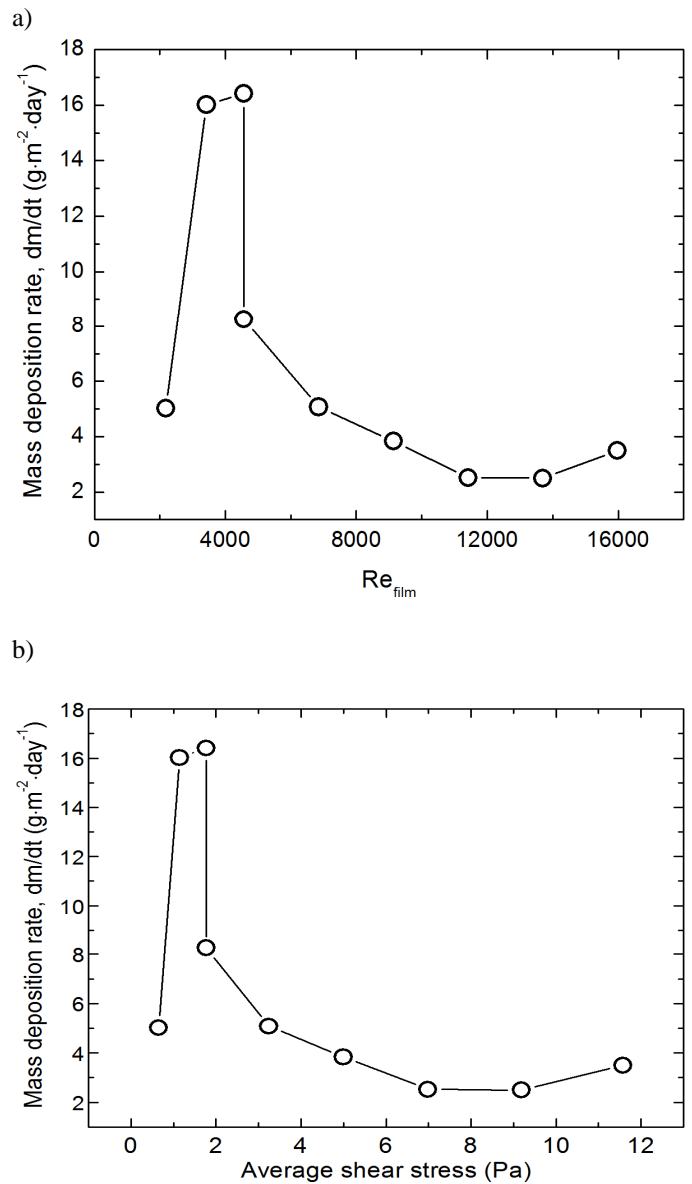 a)
Mass deposition rate, dm/dt (g·m⁻²·day⁻¹)
18
16
14
12
10
8
6
4
2
0 4000 8000 12000 16000
Re_film
b)
Mass deposition rate, dm/dt (g·m⁻²·day⁻¹)
18
16
14
12
10
8
6
4
2
0 2 4 6 8 10 12
Average shear stress (Pa)